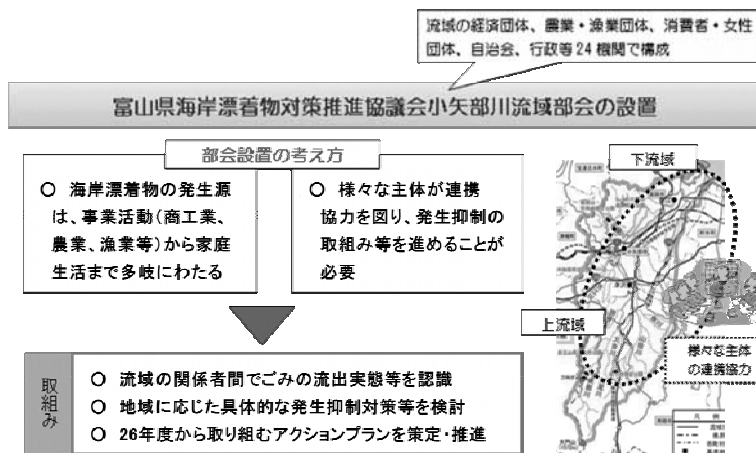 流域の経済団体、農業・漁業団体、消費者・女性
団体、自治会、行政等24機関で構成
富山県海岸漂着物対策推進協議会小矢部川流域部会の設置
部会設置の考え方
○ 海岸漂着物の発生源
は、事業活動(商工業、
農業、漁業等)から家庭
生活まで多岐にわたる
○ 様々な主体が連携
協力を図り、発生抑制の
取組み等を進めることが
必要
下流域
上流域
様々な主体
の連携協力
凡 例
取組み
○ 流域の関係者間でごみの流出実態等を認識
○ 地域に応じた具体的な発生抑制対策等を検討
○ 26年度から取り組むアクションプランを策定・推進